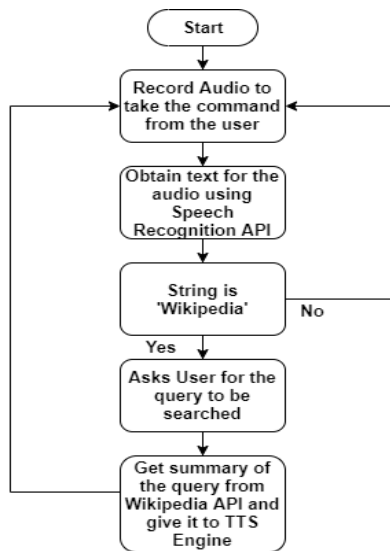 Start
Record Audio to
take the command
from the user
Obtain text for the
audio using
Speech
Recognition API
String is
'Wikipedia'
No
Yes
Asks User for the
query to be
searched
Get summary of
the query from
Wikipedia API and
give it to TTS
Engine